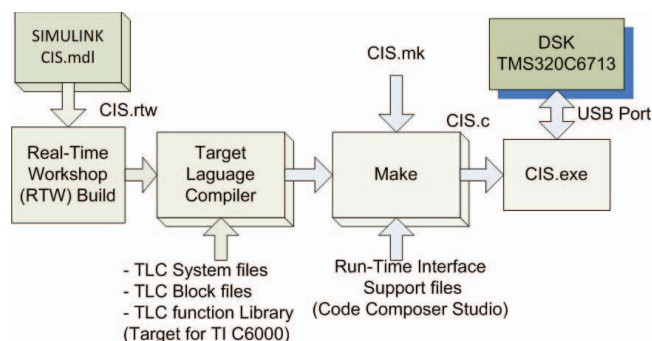 SIMULINK
CIS.mdl
CIS.rtw
Real-Time
Workshop
(RTW) Build
Target
Laguage
Compiler
- TLC System files
- TLC Block files
- TLC function Library
(Target for TI C6000)
CIS.mk
Make
Run-Time Interface
Support files
(Code Composer Studio)
CIS.c
DSK
TMS320C6713
USB Port
CIS.exe